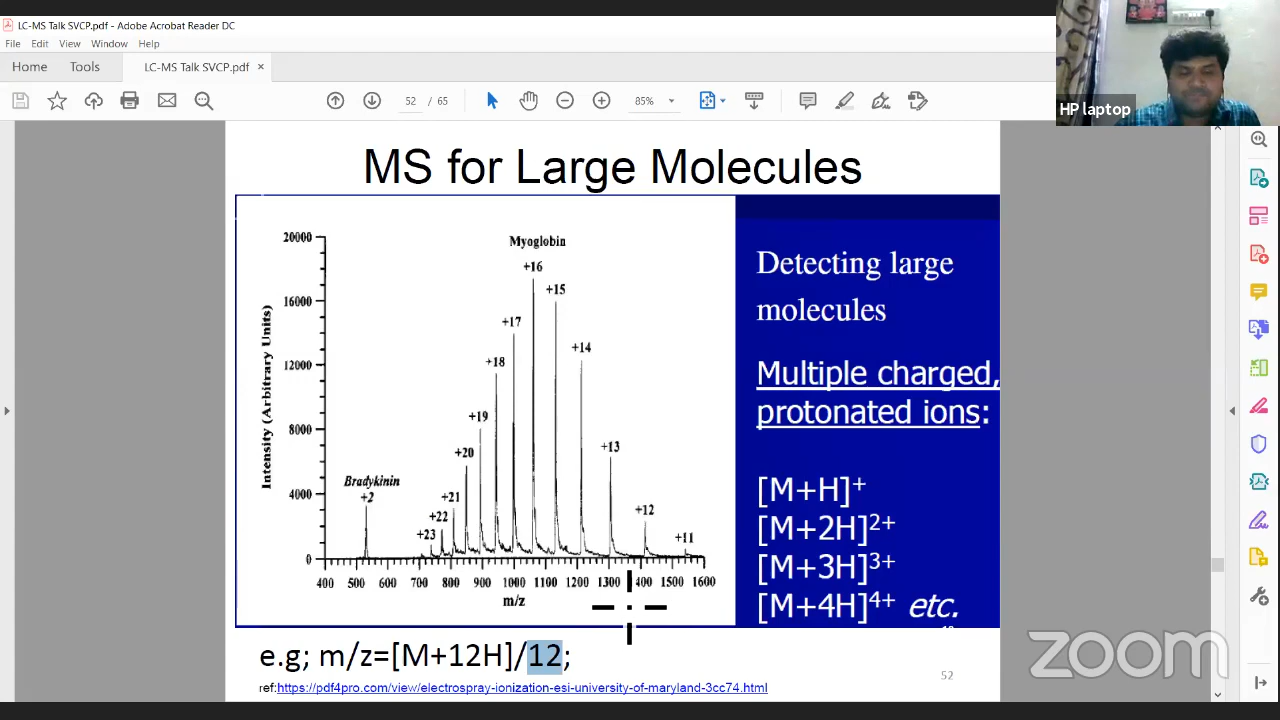 LC-MS Talk SVCP.pdf - Adobe Acrobat Reader DC
File Edit View Window Help
Home Tools LC-MS Talk SVCP.pdf ×
52 / 65 85%
HP laptop
MS for Large Molecules
20000
16000
12000
8000
4000
0
Intensity (Arbitrary Units)
Myoglobin
+16
+15
+17
+14
+18
+19
+13
+20
Bradykinin
+2
+21
+12
+22
+23
+11
400 500 600 700 800 900 1000 1100 1200 1300 1400 1500 1600
m/z
Detecting large
molecules
Multiple charged,
protonated ions:
[M+H]⁺
[M+2H]²⁺
[M+3H]³⁺
[M+4H]⁴⁺ etc.
e.g; m/z=[M+12H]/12;
ref:https://pdf4pro.com/view/electrospray-ionization-esi-university-of-maryland-3cc74.html
52
zoom